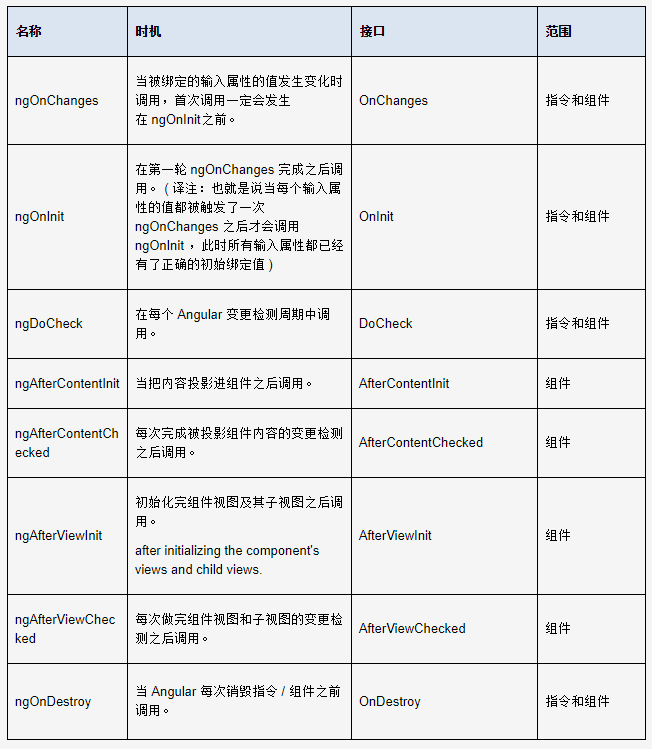 名称
时机
接口
范围
ngOnChanges
当被绑定的输入属性的值发生变化时
调用，首次调用一定会发生
在 ngOnInit之前。
OnChanges
指令和组件
ngOnInit
在第一轮 ngOnChanges 完成之后调
用。 ( 译注：也就是说当每个输入属
性的值都被触发了一次
ngOnChanges 之后才会调用
ngOnInit ，此时所有输入属性都已经
有了正确的初始绑定值 )
OnInit
指令和组件
ngDoCheck
在每个 Angular 变更检测周期中调
用。
DoCheck
指令和组件
ngAfterContentInit
当把内容投影进组件之后调用。
AfterContentInit
组件
ngAfterContentCh
ecked
每次完成被投影组件内容的变更检测
之后调用。
AfterContentChecked
组件
ngAfterViewInit
初始化完组件视图及其子视图之后调
用。
after initializing the component's
views and child views.
AfterViewInit
组件
ngAfterViewChec
ked
每次做完组件视图和子视图的变更检
测之后调用。
AfterViewChecked
组件
ngOnDestroy
当 Angular 每次销毁指令 / 组件之前
调用。
OnDestroy
指令和组件